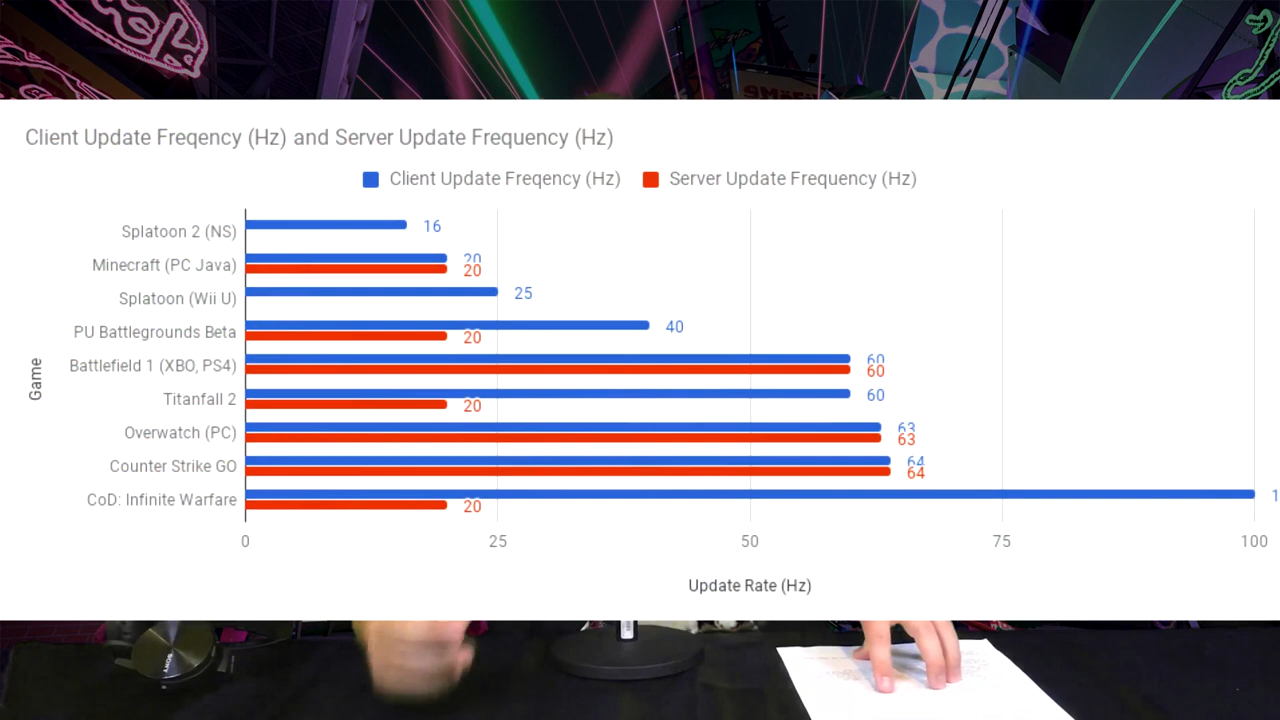 Client Update Freqency (Hz) and Server Update Frequency (Hz)
Client Update Freqency (Hz) Server Update Frequency (Hz)
Splatoon 2 (NS) 16
Minecraft (PC Java) 20
20
Splatoon (Wii U) 25
PU Battlegrounds Beta 40
20
Battlefield 1 (XBO, PS4) 60
60
Titanfall 2 60
20
Overwatch (PC) 63
63
Counter Strike GO 64
64
CoD: Infinite Warfare 1
20
Game
0 25 50 75 100
Update Rate (Hz)
SONY